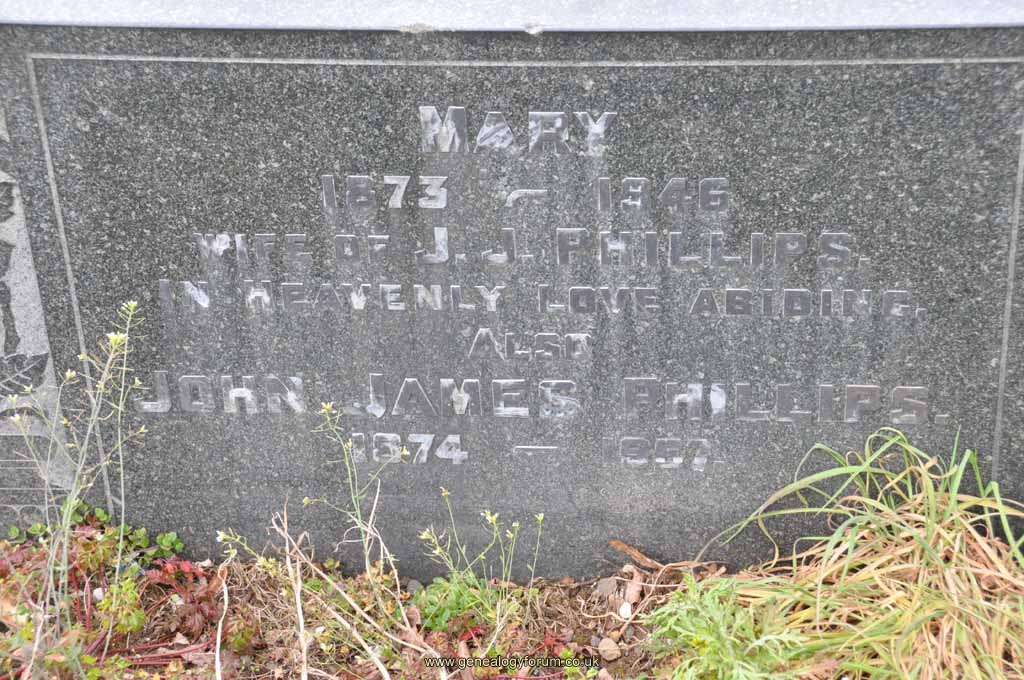 MARY
1873 – 1946
WIFE OF J. J. PHILLIPS.
IN HEAVENLY LOVE ABIDING.
ALSO
JOHN JAMES PHILLIPS.
1874 –
www.genealogyforum.co.uk